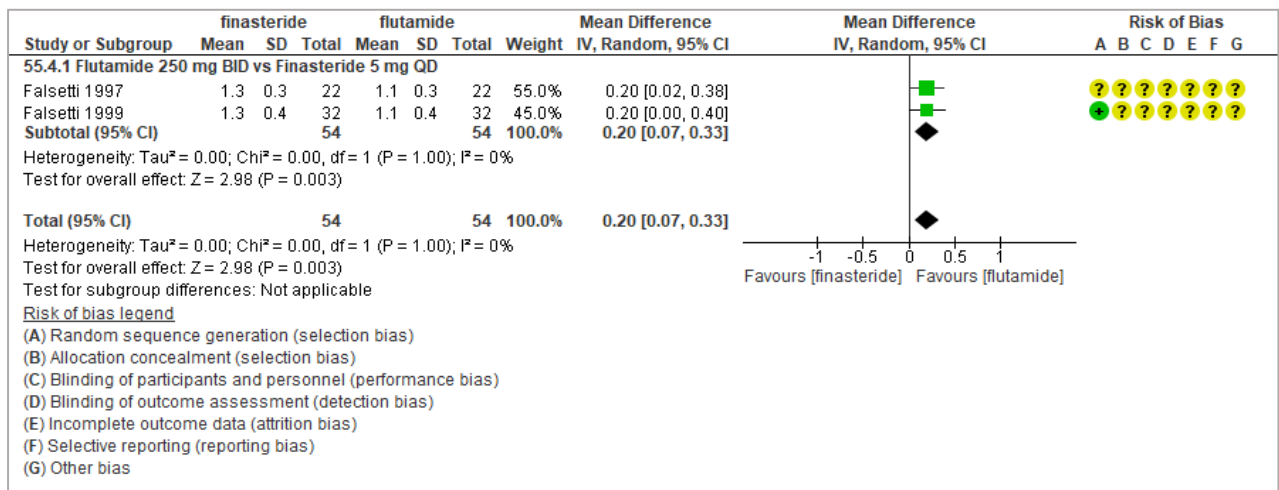 finasteride flutamide Mean Difference Mean Difference Risk of Bias
Study or Subgroup Mean SD Total Mean SD Total Weight IV, Random, 95% CI IV, Random, 95% CI A B C D E F G
55.4.1 Flutamide 250 mg BID vs Finasteride 5 mg QD
Falsetti 1997 1.3 0.3 22 1.1 0.3 22 55.0% 0.20 [0.02, 0.38] ? ? ? ? ? ? ?
Falsetti 1999 1.3 0.4 32 1.1 0.4 32 45.0% 0.20 [0.00, 0.40] + ? ? ? ? ? ?
Subtotal (95% CI) 54 54 100.0% 0.20 [0.07, 0.33]
Heterogeneity: Tau² = 0.00; Chi² = 0.00, df = 1 (P = 1.00); I² = 0%
Test for overall effect: Z = 2.98 (P = 0.003)
Total (95% CI) 54 54 100.0% 0.20 [0.07, 0.33]
Heterogeneity: Tau² = 0.00; Chi² = 0.00, df = 1 (P = 1.00); I² = 0%
Test for overall effect: Z = 2.98 (P = 0.003)
Test for subgroup differences: Not applicable
-1 -0.5 0 0.5 1
Favours [finasteride] Favours [flutamide]
Risk of bias legend
(A) Random sequence generation (selection bias)
(B) Allocation concealment (selection bias)
(C) Blinding of participants and personnel (performance bias)
(D) Blinding of outcome assessment (detection bias)
(E) Incomplete outcome data (attrition bias)
(F) Selective reporting (reporting bias)
(G) Other bias